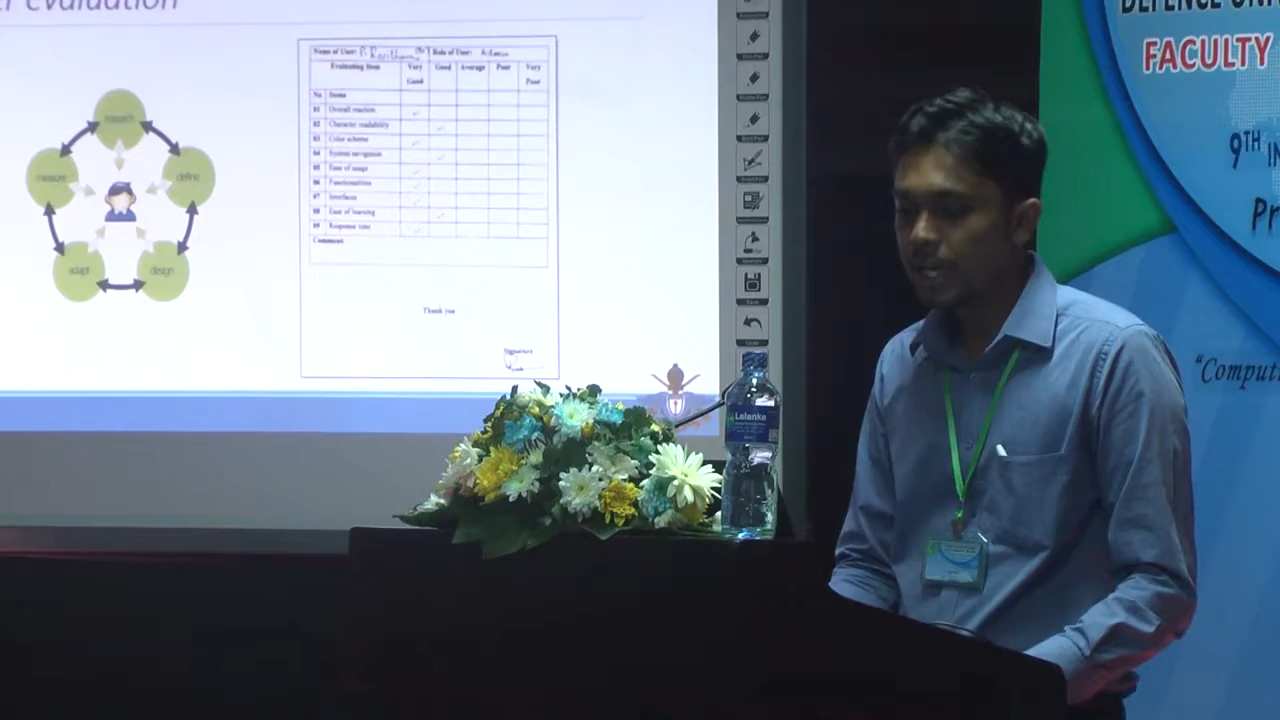 evaluation
research
measure
define
adapt
design
Name of User: Role of User:
Evaluating Item Very Good Good Average Poor Very Poor
No Items
01 Overall reaction
02 Character readability
03 Color scheme
04 System navigation
05 Ease of usage
06 Functionalities
07 Interfaces
08 Ease of learning
09 Response time
Comment:
Thank you
Signature
Save
Undo
Lalanka
DEFENCE UNI
FACULTY
9TH IN
Pr
"Comput